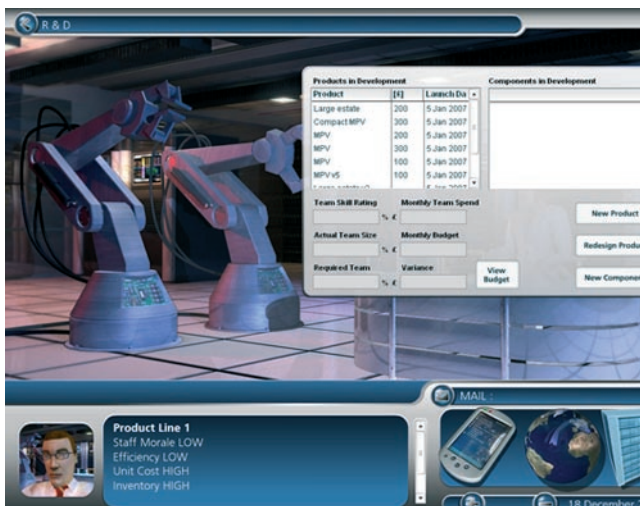 R & D
Products in Development
Product [£] Launch Da
Large estate 200 5 Jan 2007
Compact MPV 300 5 Jan 2007
MPV 200 5 Jan 2007
MPV 300 5 Jan 2007
MPV 100 5 Jan 2007
MPV v5 100 5 Jan 2007
Large estate v2
Components in Development
Team Skill Rating Monthly Team Spend
% £
Actual Team Size Monthly Budget
% £
Required Team Variance
% £
View
Budget
New Product
Redesign Produ
New Componen
MAIL :
Product Line 1
Staff Morale LOW
Efficiency LOW
Unit Cost HIGH
Inventory HIGH
18 December